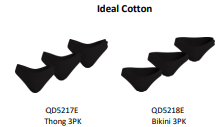 Ideal Cotton
QD5217E
Thong 3PK
QD5218E
Bikini 3PK